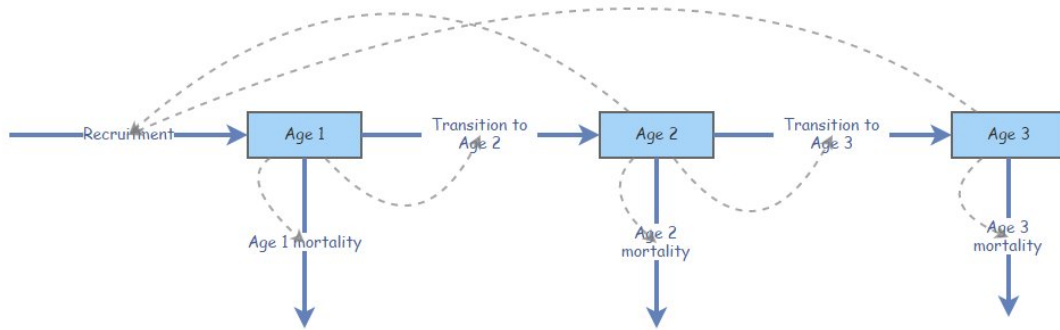 Recruitment
Age 1
Transition to
Age 2
Age 2
Transition to
Age 3
Age 3
Age 1 mortality
Age 2
mortality
Age 3
mortality